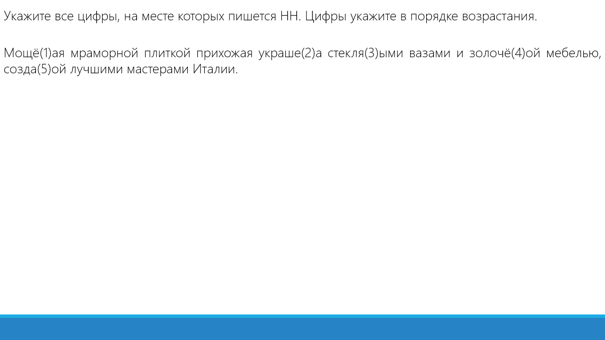 Укажите все цифры, на месте которых пишется НН. Цифры укажите в порядке возрастания.
Мощё(1)ая мраморной плиткой прихожая украше(2)а стекля(3)ыми вазами и золочё(4)ой мебелью,
созда(5)ой лучшими мастерами Италии.